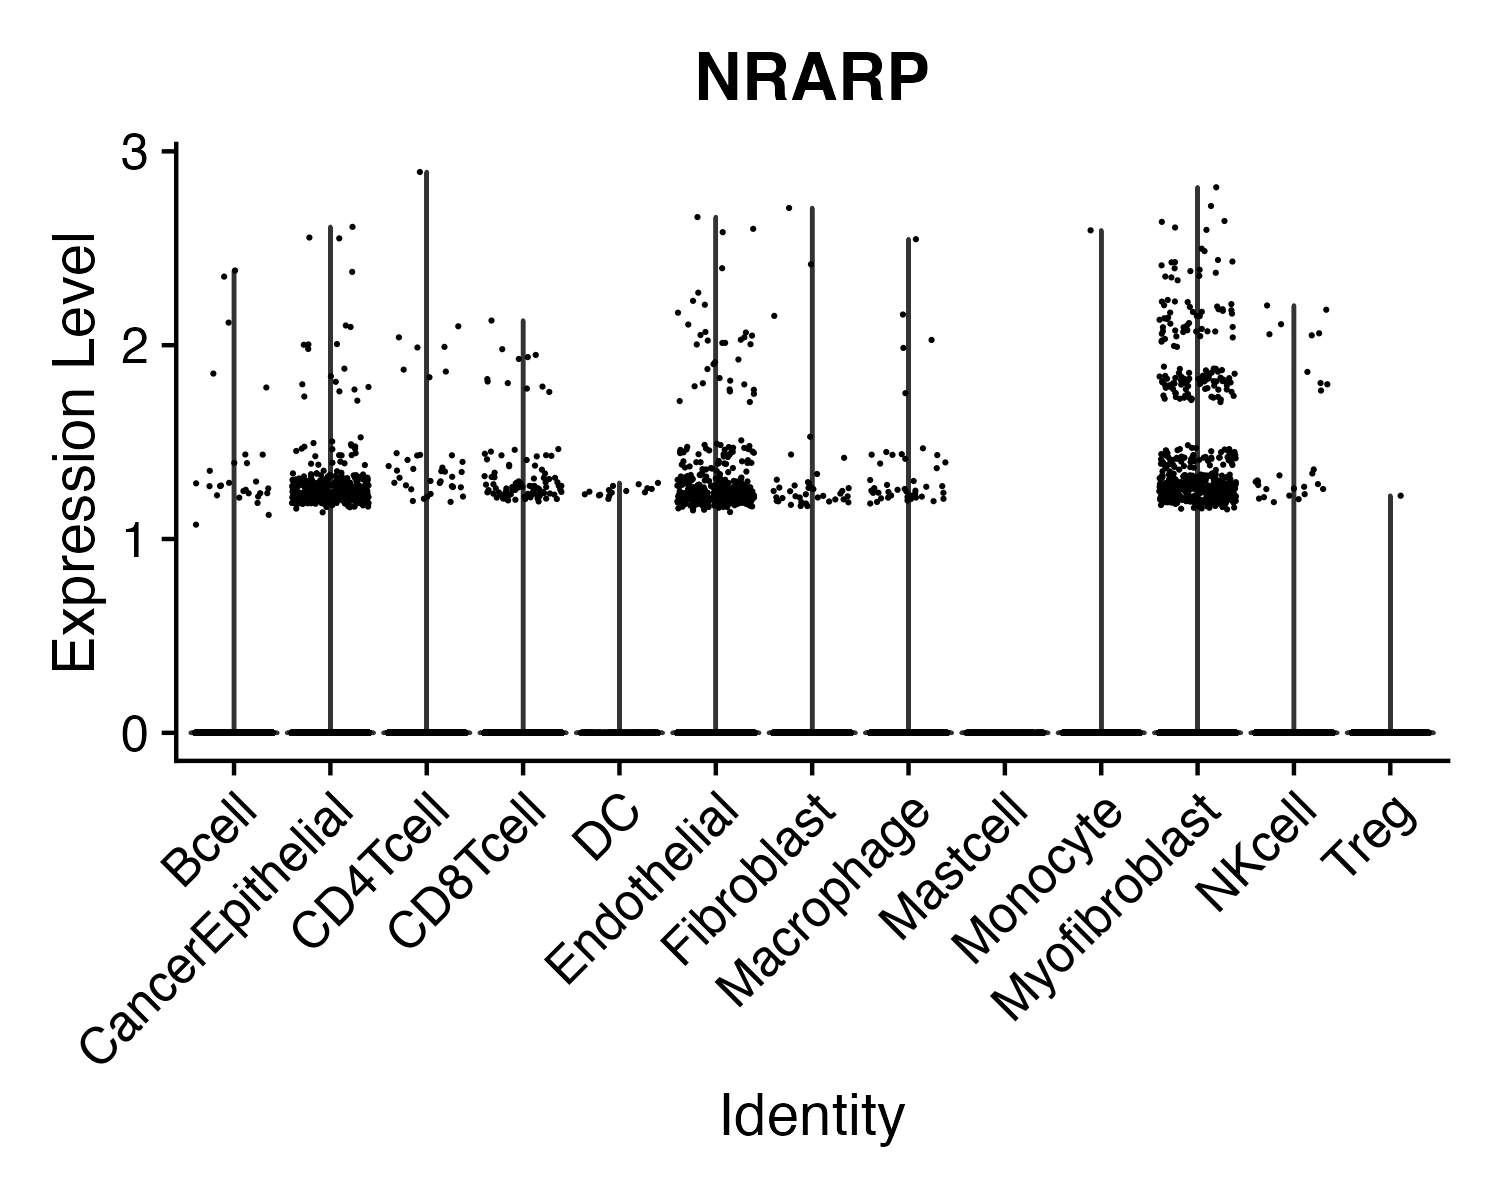 NRARP
Expression Level
3
2
1
0
Bcell
CancerEpithelial
CD4Tcell
CD8Tcell
DC
Endothelial
Fibroblast
Macrophage
Mastcell
Monocyte
Myofibroblast
NKcell
Treg
Identity